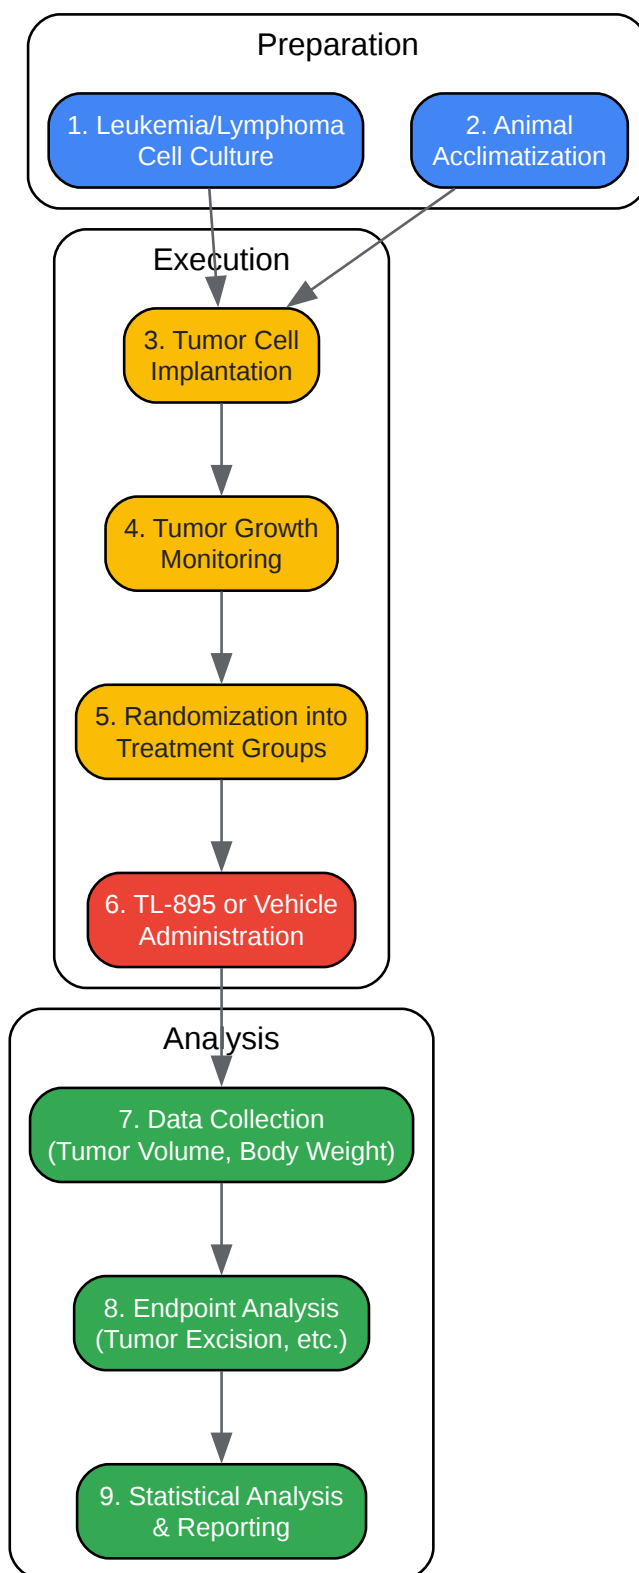 Preparation
1. Leukemia/Lymphoma
Cell Culture
2. Animal
Acclimatization
Execution
3. Tumor Cell
Implantation
4. Tumor Growth
Monitoring
5. Randomization into
Treatment Groups
6. TL-895 or Vehicle
Administration
Analysis
7. Data Collection
(Tumor Volume, Body Weight)
8. Endpoint Analysis
(Tumor Excision, etc.)
9. Statistical Analysis
& Reporting